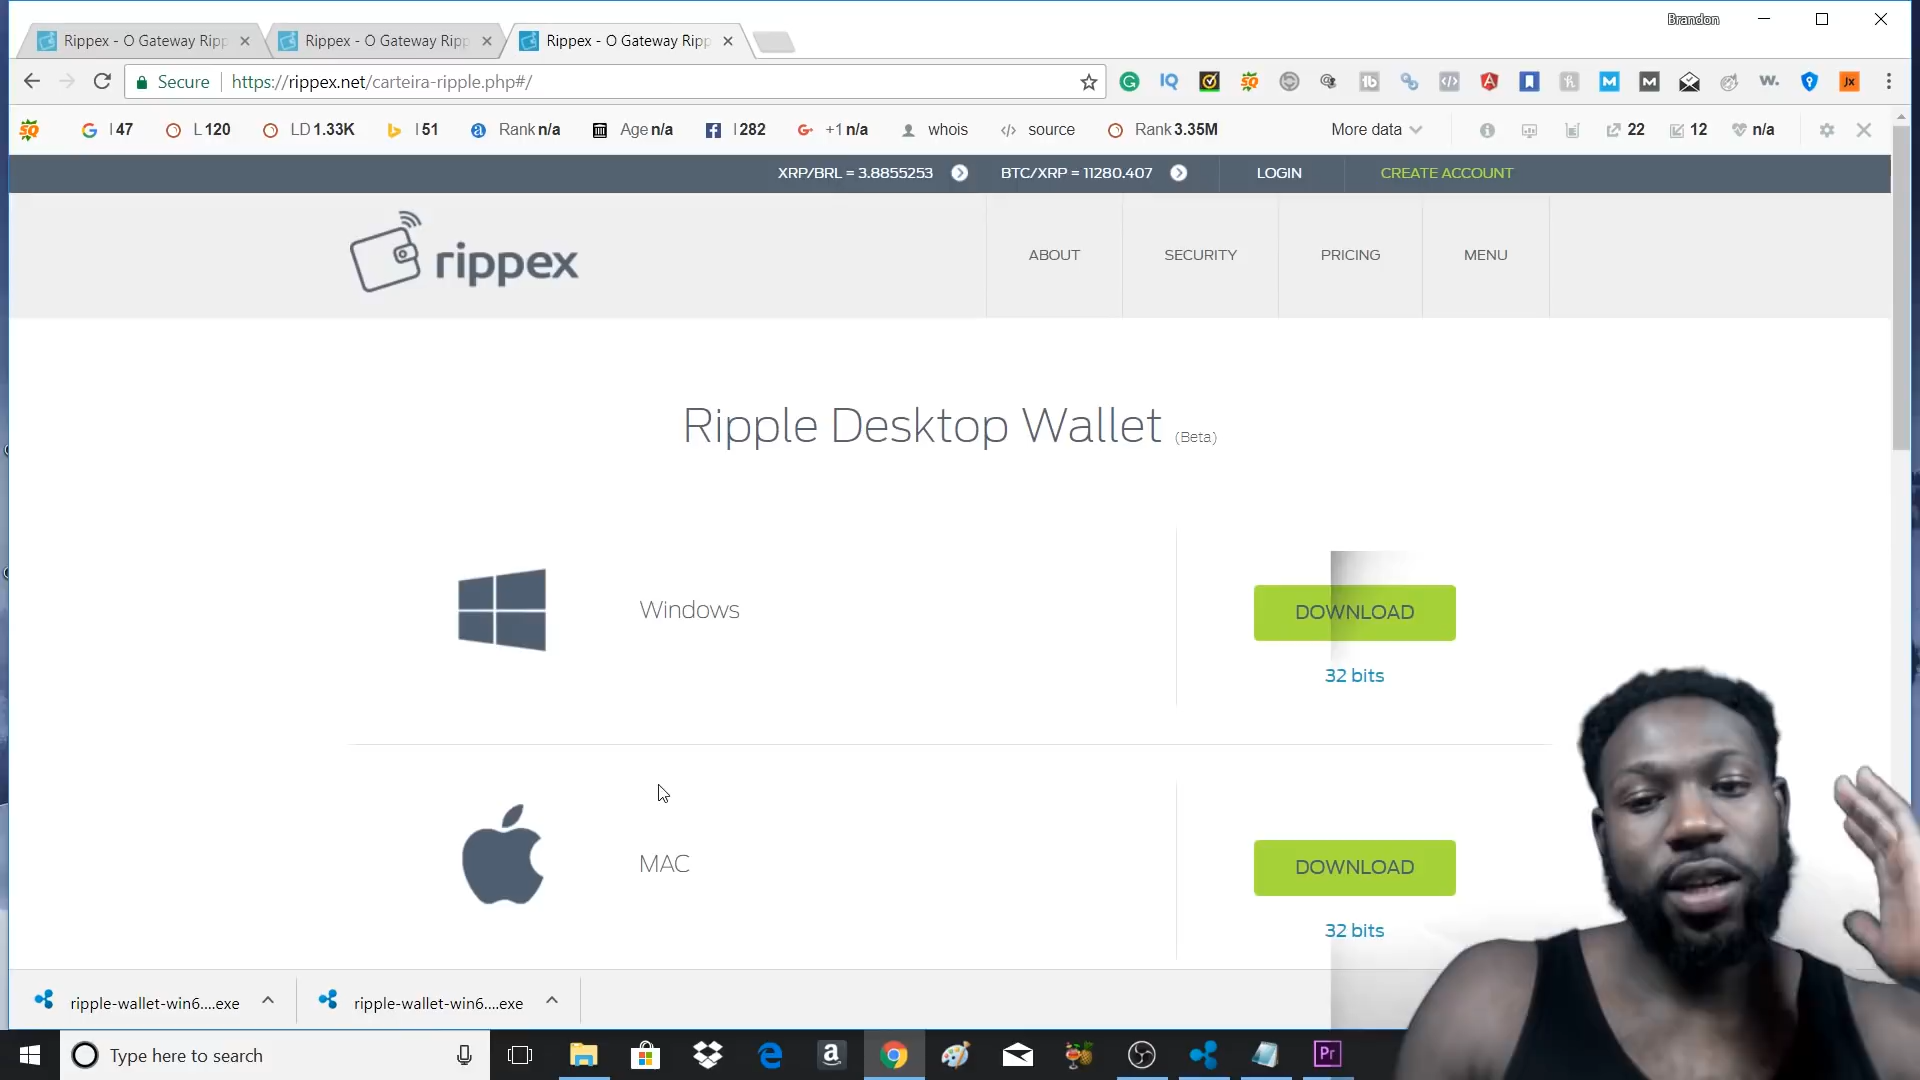 Brandon
Rippex - O Gateway Ripp
Rippex - O Gateway Ripp
Rippex - O Gateway Ripp
Secure https://rippex.net/carteira-ripple.php#/
I 47 L 120 LD 1.33K I 51 Rank n/a Age n/a I 282 +1 n/a whois source Rank 3.35M More data 22 12 n/a
XRP/BRL = 3.8855253 BTC/XRP = 11280.407 LOGIN CREATE ACCOUNT
rippex ABOUT SECURITY PRICING MENU
Ripple Desktop Wallet (Beta)
Windows DOWNLOAD
32 bits
MAC DOWNLOAD
32 bits
ripple-wallet-win6....exe ripple-wallet-win6....exe
Type here to search